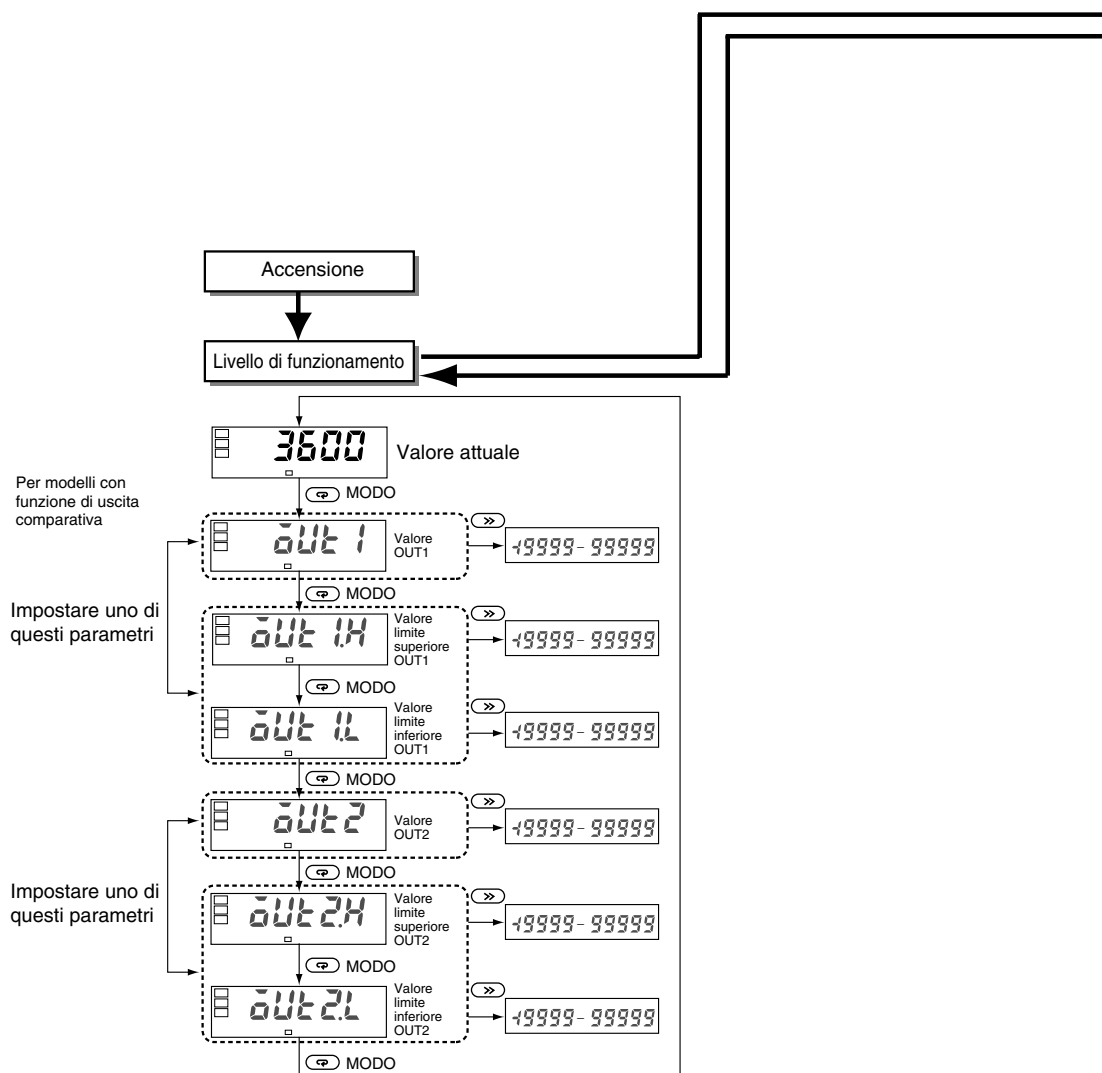 Accensione
Livello di funzionamento
3600
Valore attuale
MODO
Per modelli con
funzione di uscita
comparativa
out 1
Valore
OUT1
-19999-99999
MODO
Impostare uno di
questi parametri
out 1.H
Valore
limite
superiore
OUT1
-19999-99999
MODO
out 1.L
Valore
limite
inferiore
OUT1
-19999-99999
MODO
out2
Valore
OUT2
-19999-99999
MODO
Impostare uno di
questi parametri
out2.H
Valore
limite
superiore
OUT2
-19999-99999
MODO
out2.L
Valore
limite
inferiore
OUT2
-19999-99999
MODO